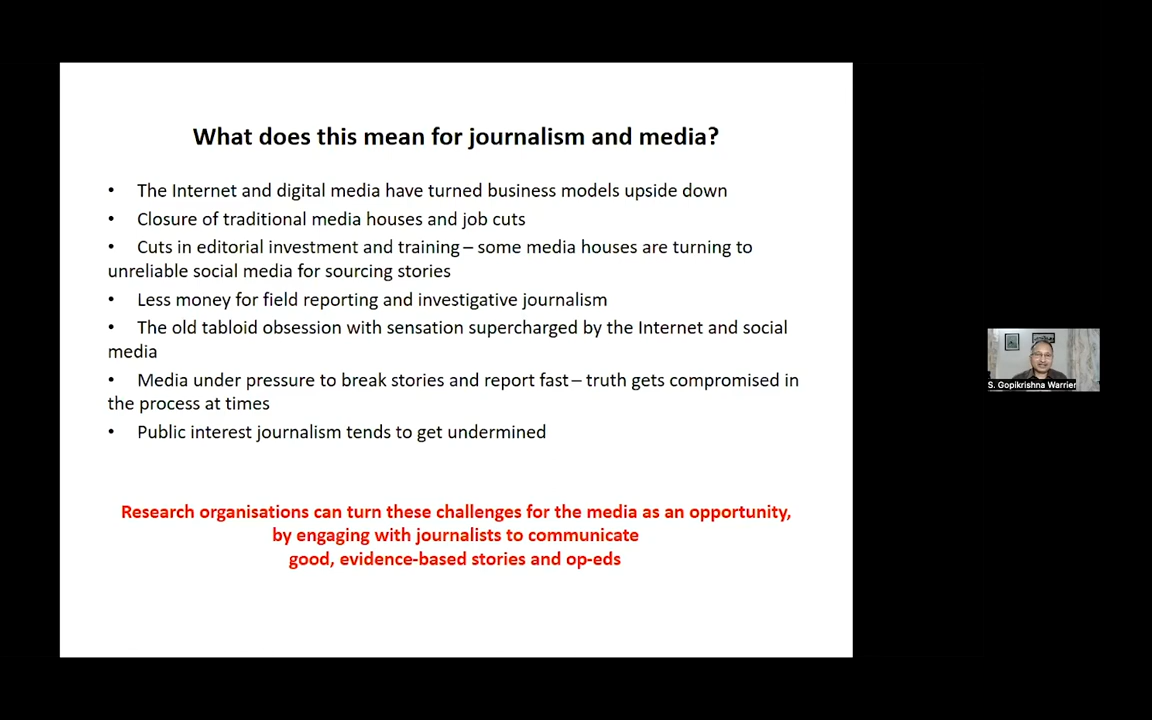 What does this mean for journalism and media?
• The Internet and digital media have turned business models upside down
• Closure of traditional media houses and job cuts
• Cuts in editorial investment and training – some media houses are turning to
unreliable social media for sourcing stories
• Less money for field reporting and investigative journalism
• The old tabloid obsession with sensation supercharged by the Internet and social
media
• Media under pressure to break stories and report fast – truth gets compromised in
the process at times
• Public interest journalism tends to get undermined
Research organisations can turn these challenges for the media as an opportunity,
by engaging with journalists to communicate
good, evidence-based stories and op-eds
S. Gopikrishna Warrier